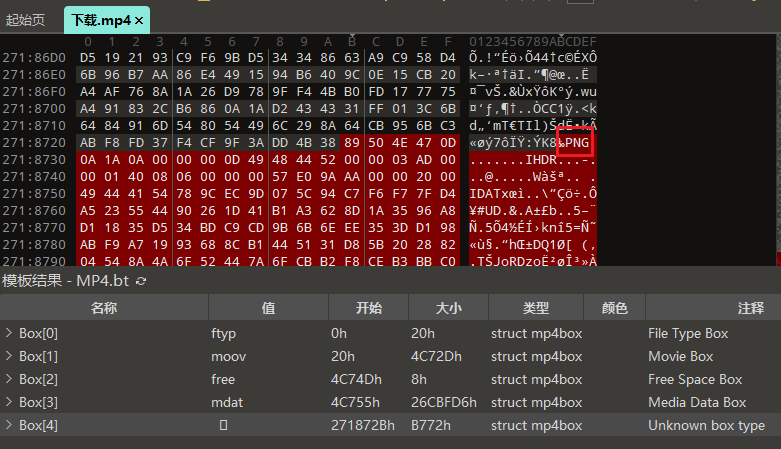 起始页 下载.mp4 ×
0 1 2 3 4 5 6 7 8 9 A B C D E F 0123456789ABCDEF
271:86D0 D5 19 21 93 C9 F6 9B D5 34 34 86 63 A9 C9 58 D4 Õ.!“Éö›Õ44†c©ÉXÔ
271:86E0 6B 96 B7 AA 86 E4 49 15 94 B6 40 9C 0E 15 CB 20 k–·ª†äI.”¶@œ..Ë
271:86F0 A4 AF 76 8A 1A 26 D9 78 9F F4 4B B0 FD 17 77 75 ¤¯vŠ.&ÙxŸôK°ý.wu
271:8700 A4 91 83 2C B6 86 0A 1A D2 43 43 31 FF 01 3C 6B ¤‘ƒ,¶†..ÒCC1ÿ.<k
271:8710 64 84 91 6D 54 80 54 49 6C 29 8A 64 CB 95 6B C3 d„‘mT€TIl)ŠdË•kÃ
271:8720 AB F8 FD 37 F4 CF 9F 3A DD 4B 38 89 50 4E 47 0D «øý7ôÏŸ:ÝK8‰PNG.
271:8730 0A 1A 0A 00 00 00 0D 49 48 44 52 00 00 03 AD 00 .......IHDR...-.
271:8740 00 01 40 08 06 00 00 00 57 E0 9A AA 00 00 20 00 ..@.....Wàšª.. .
271:8750 49 44 41 54 78 9C EC 9D 07 5C 94 C7 F6 F7 7F D4 IDATxœì..\”Çö÷.Ô
271:8760 A5 23 55 44 90 26 1D 41 B1 A3 62 8D 1A 35 96 A8 ¥#UD.&.A±£b..5–¨
271:8770 D1 18 35 D5 34 BD C9 CD 9B 6B 6E EE 35 3D D1 98 Ñ.5Õ4½ÉÍ›knî5=Ñ˜
271:8780 AB F9 A7 19 93 68 8C B1 44 51 31 D8 5B 20 28 82 «ù§.“hŒ±DQ1Ø[ (‚
271:8790 04 54 8A 4A 6F 52 44 7A 6F CB B2 F8 CE B3 BB C0 .TŠJoRDzoË²øÎ³»À
模板结果 - MP4.bt
名称 值 开始 大小 类型 颜色 注释
> Box[0] ftyp 0h 20h struct mp4box File Type Box
> Box[1] moov 20h 4C72Dh struct mp4box Movie Box
> Box[2] free 4C74Dh 8h struct mp4box Free Space Box
> Box[3] mdat 4C755h 26CBFD6h struct mp4box Media Data Box
> Box[4] 271872Bh B772h struct mp4box Unknown box type